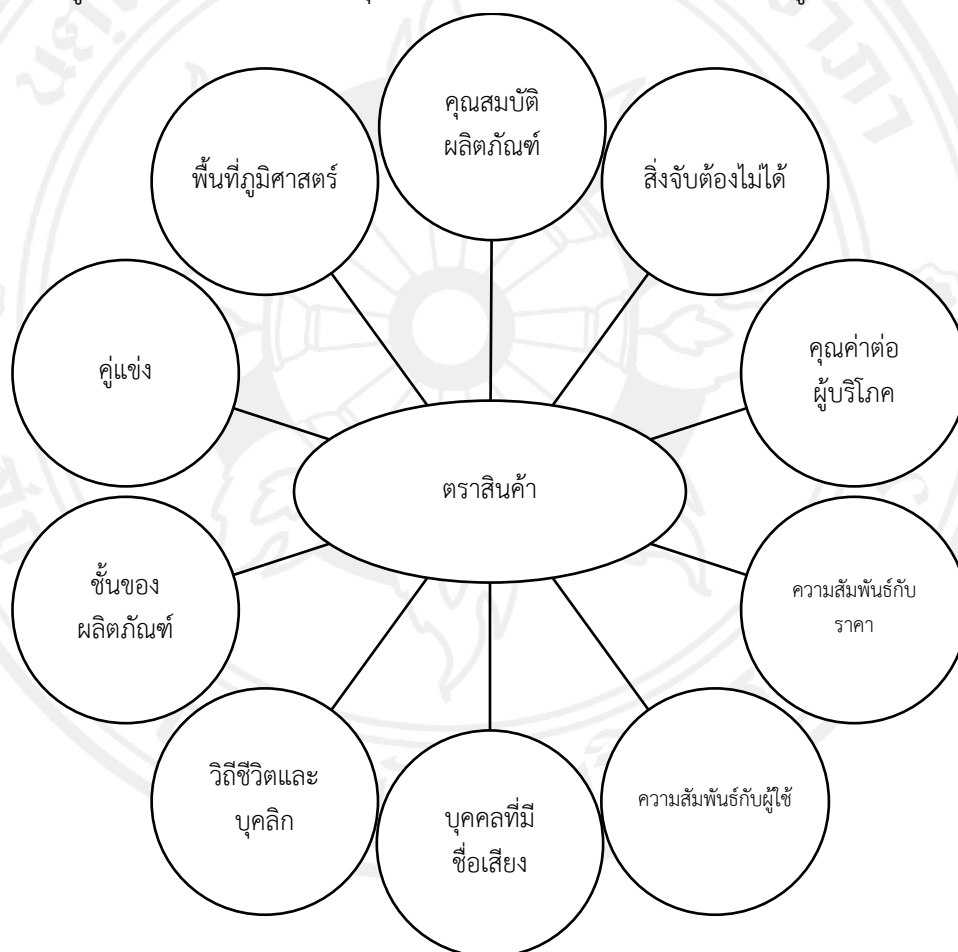 คุณสมบัติ
ผลิตภัณฑ์
พื้นที่ภูมิศาสตร์
สิ่งจับต้องไม่ได้
คู่แข่ง
คุณค่าต่อ
ผู้บริโภค
ตราสินค้า
ชั้นของ
ผลิตภัณฑ์
ความสัมพันธ์กับ
ราคา
วิถีชีวิตและ
บุคลิก
บุคคลที่มี
ชื่อเสียง
ความสัมพันธ์กับผู้ใช้